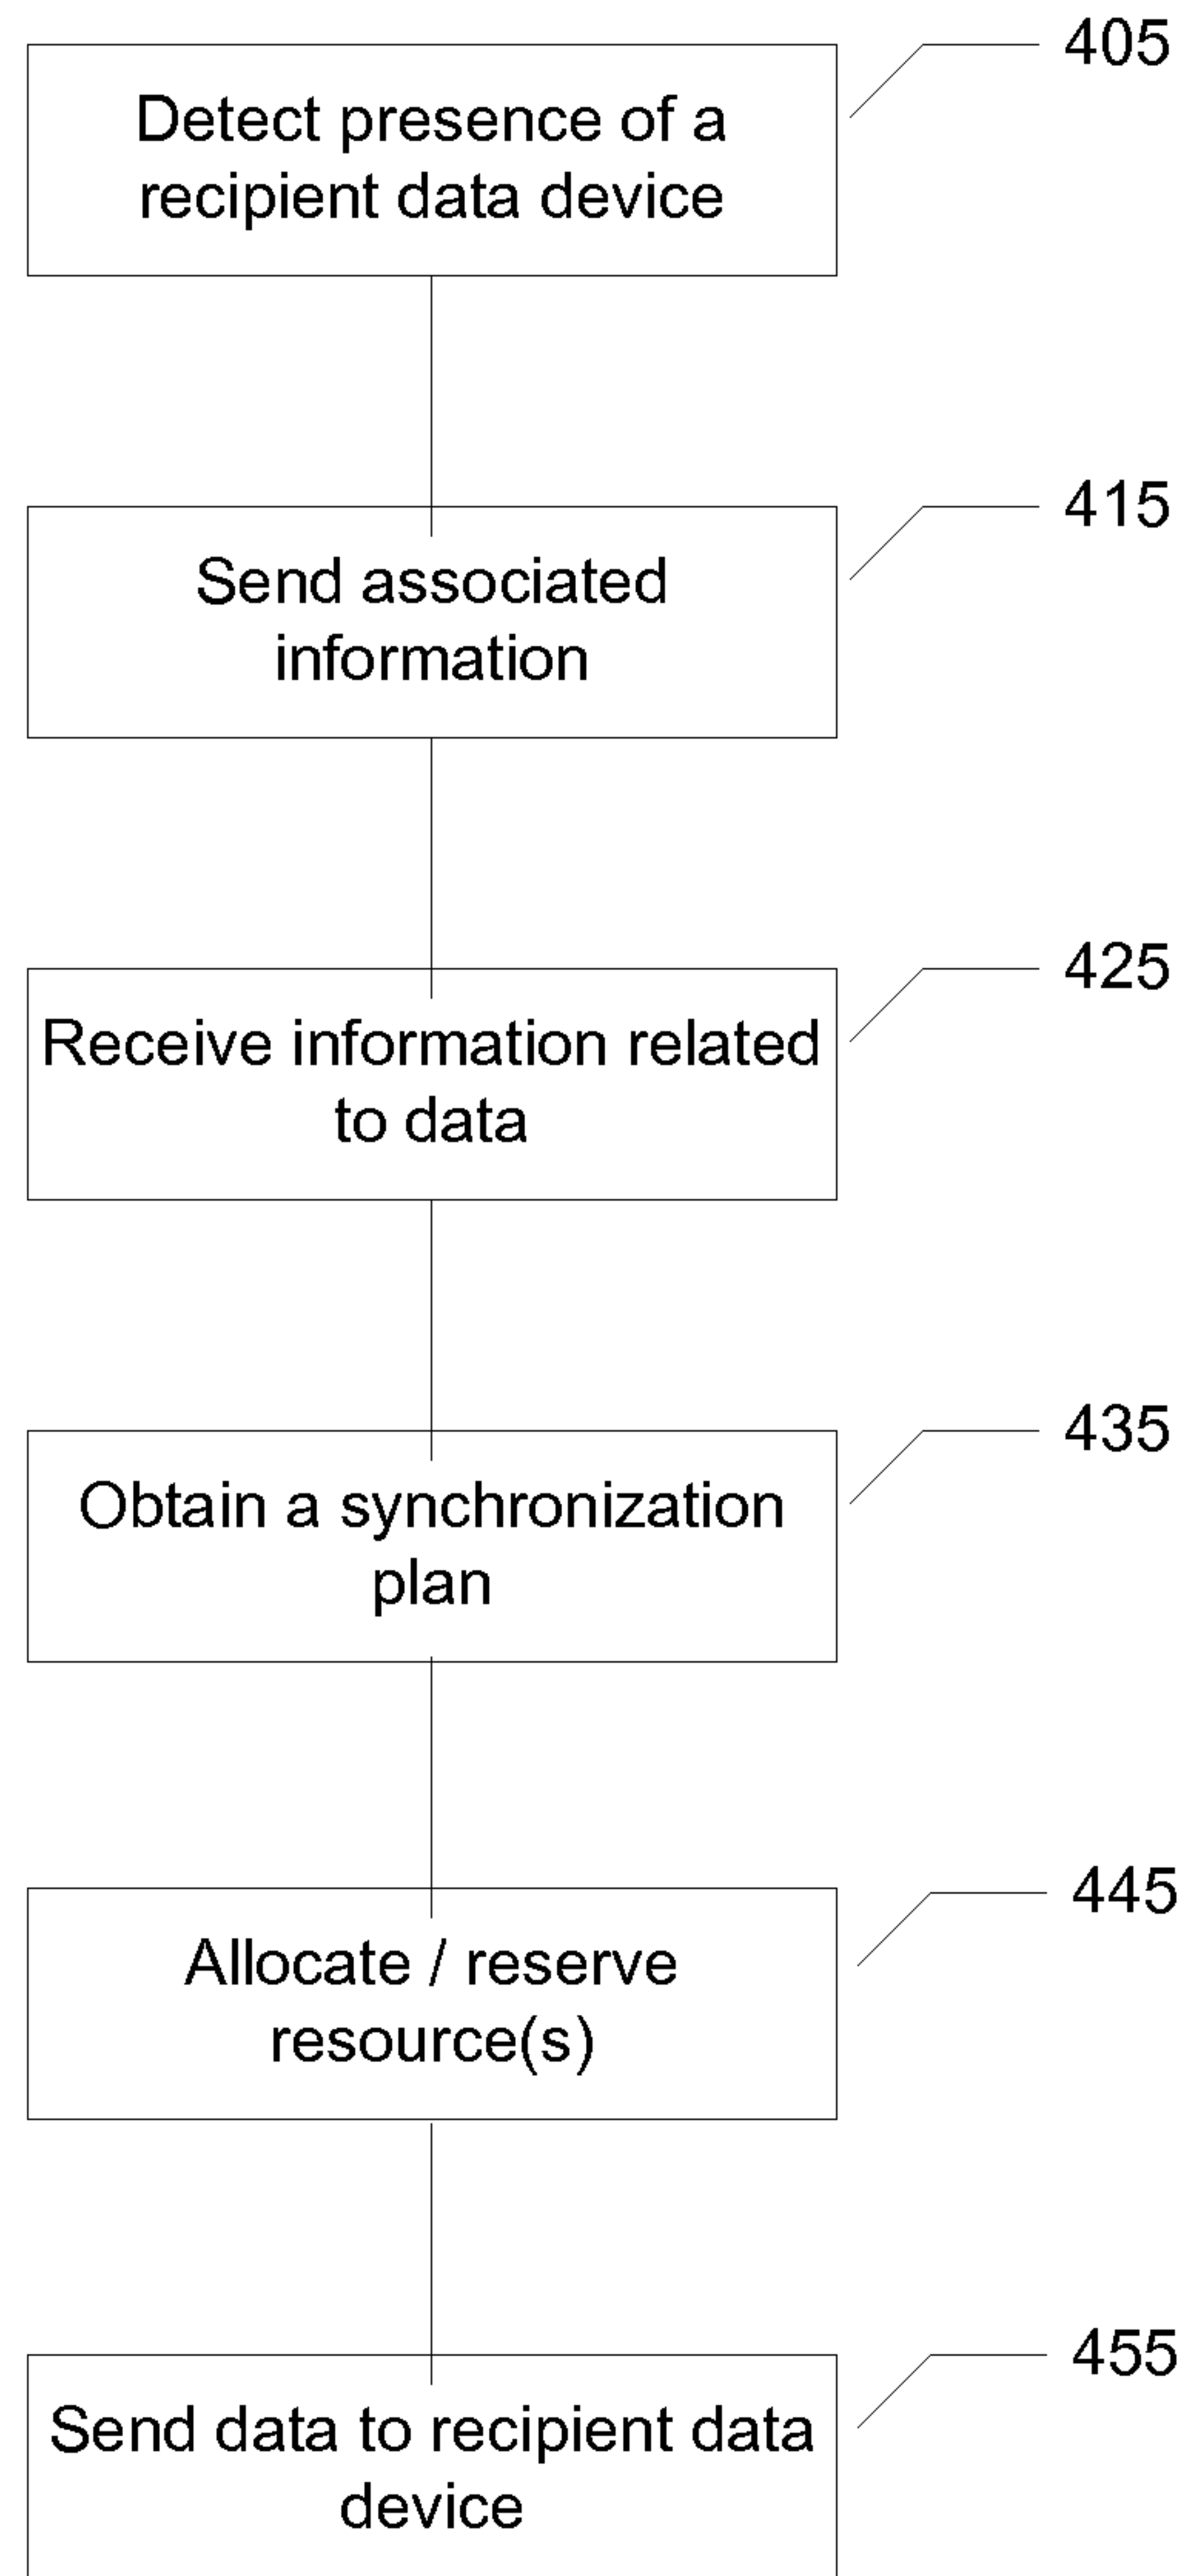 405
Detect presence of a
recipient data device
415
Send associated
information
425
Receive information related
to data
435
Obtain a synchronization
plan
445
Allocate / reserve
resource(s)
455
Send data to recipient data
device